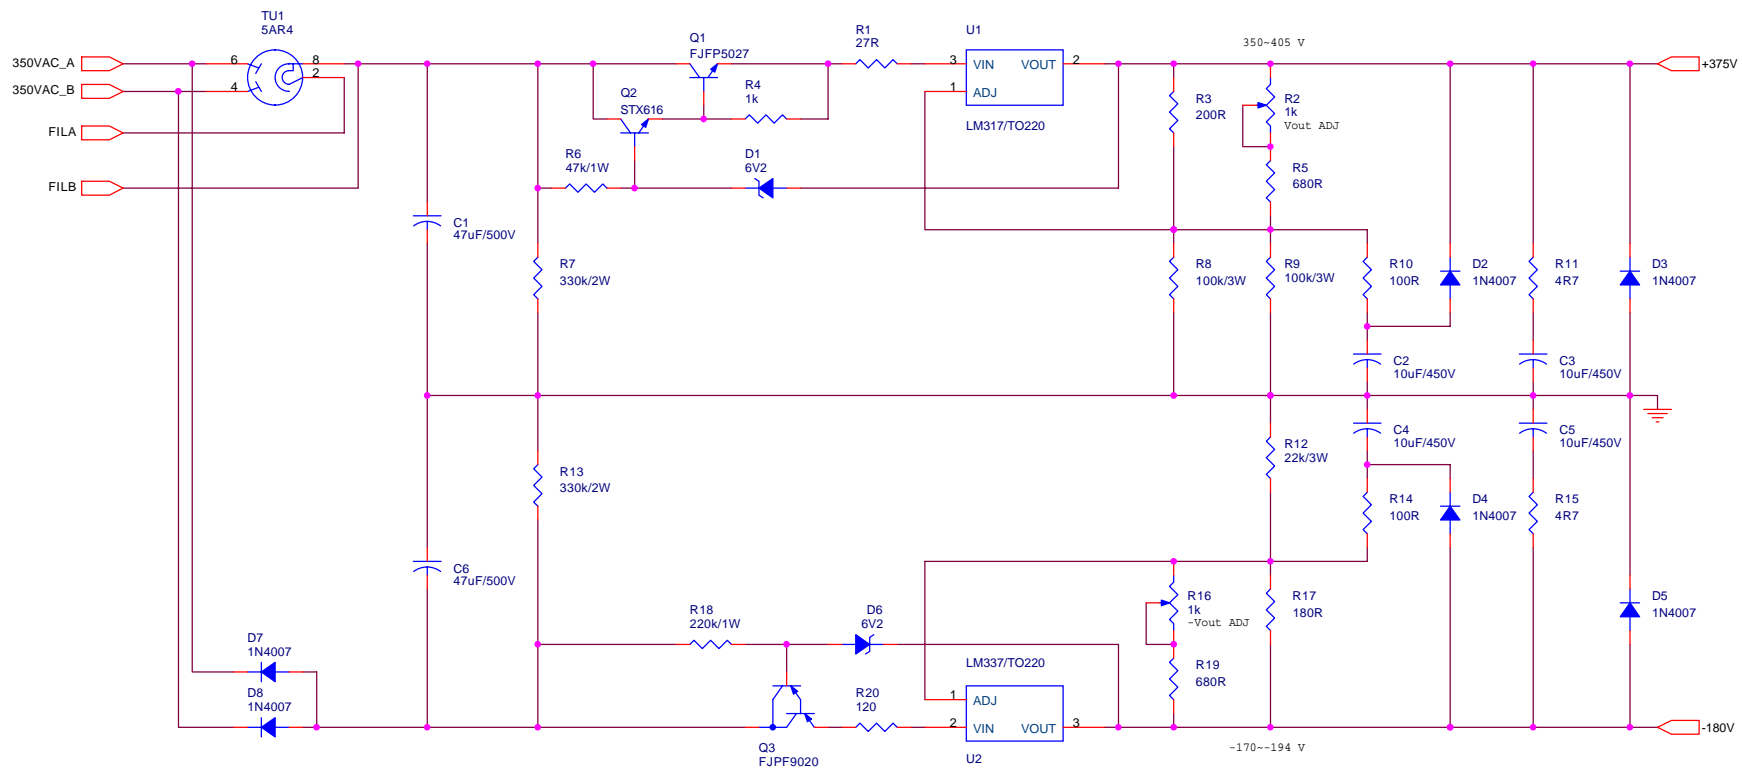 TU1
5AR4
350VAC_A
6
8
350VAC_B
4
2
FILA
FILB
Q1
FJFP5027
R1
27R
U1
3
VIN
VOUT
2
1
ADJ
LM317/TO220
350~405 V
+375V
Q2
STX616
R4
1k
R6
47k/1W
D1
6V2
R3
200R
R2
1k
Vout ADJ
R5
680R
C1
47uF/500V
R7
330k/2W
R8
100k/3W
R9
100k/3W
R10
100R
D2
1N4007
R11
4R7
D3
1N4007
C2
10uF/450V
C3
10uF/450V
C4
10uF/450V
C5
10uF/450V
R12
22k/3W
R13
330k/2W
R14
100R
D4
1N4007
R15
4R7
C6
47uF/500V
R16
1k
-Vout ADJ
R17
180R
D5
1N4007
R18
220k/1W
D6
6V2
R19
680R
D7
1N4007
D8
1N4007
Q3
FJPF9020
R20
120
LM337/TO220
1
ADJ
2
VIN
VOUT
3
U2
-170~-194 V
-180V